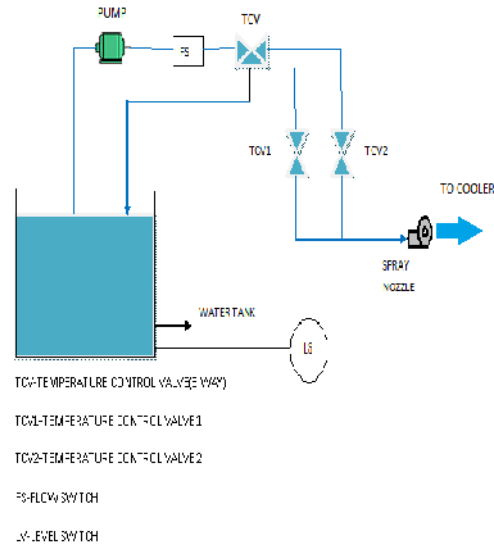 PUMP
TCV
FS
TCV1
TCV2
TO COOLER
SPRAY
NOZZLE
WATER TANK
LS
TCV-TEMPERATURE CONTROL VALVE(3 WAY)
TCV1-TEMPERATURE CONTROL VALVE 1
TCV2-TEMPERATURE CONTROL VALVE 2
FS-FLOW SWITCH
LV-LEVEL SWITCH